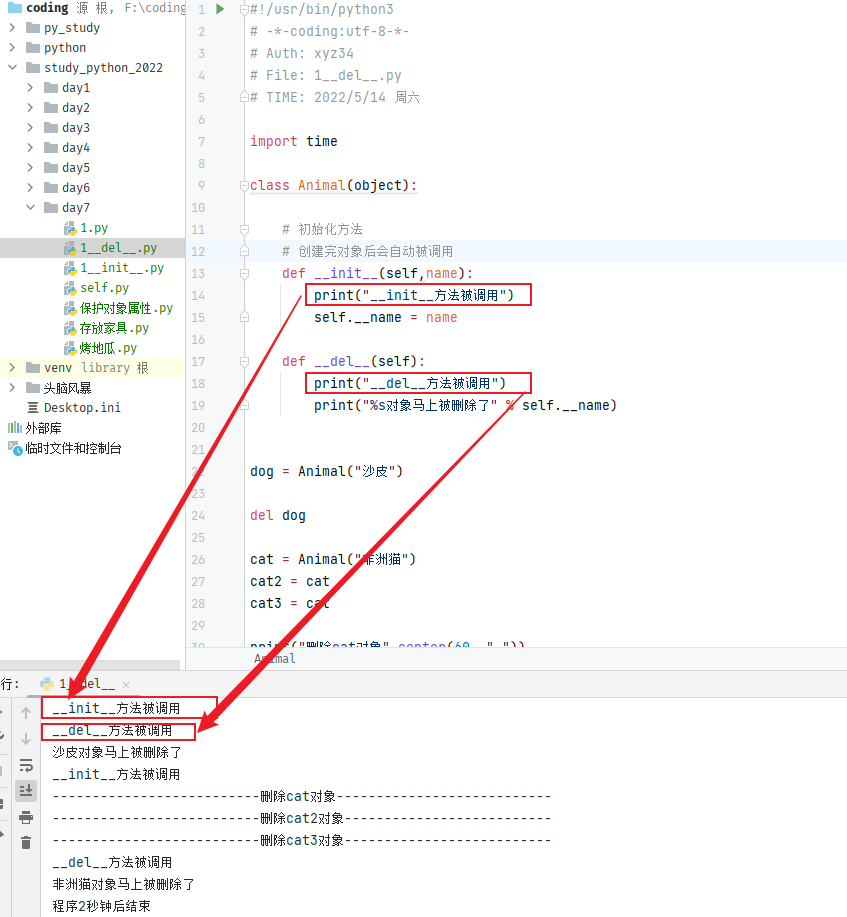 coding 源 根, F:\coding
py_study
python
study_python_2022
day1
day2
day3
day4
day5
day6
day7
1.py
1__del__.py
1__init__.py
self.py
保护对象属性.py
存放家具.py
烤地瓜.py
venv library 根
头脑风暴
Desktop.ini
外部库
临时文件和控制台
1 #!/usr/bin/python3
2 # -*-coding:utf-8-*-
3 # Auth: xyz34
4 # File: 1__del__.py
5 # TIME: 2022/5/14 周六
6
7 import time
8
9 class Animal(object):
10
11 # 初始化方法
12 # 创建完对象后会自动被调用
13 def __init__(self,name):
14 print("__init__方法被调用")
15 self.__name = name
16
17 def __del__(self):
18 print("__del__方法被调用")
19 print("%s对象马上被删除了" % self.__name)
20
21
dog = Animal("沙皮")
23
24 del dog
25
26 cat = Animal("非洲猫")
27 cat2 = cat
28 cat3 = cat
29
30 print("删除cat对象".center(60, "-"))
Animal
行:
1__del__
__init__方法被调用
__del__方法被调用
沙皮对象马上被删除了
__init__方法被调用
--------------------------删除cat对象---------------------------
--------------------------删除cat2对象--------------------------
--------------------------删除cat3对象--------------------------
__del__方法被调用
非洲猫对象马上被删除了
程序2秒钟后结束